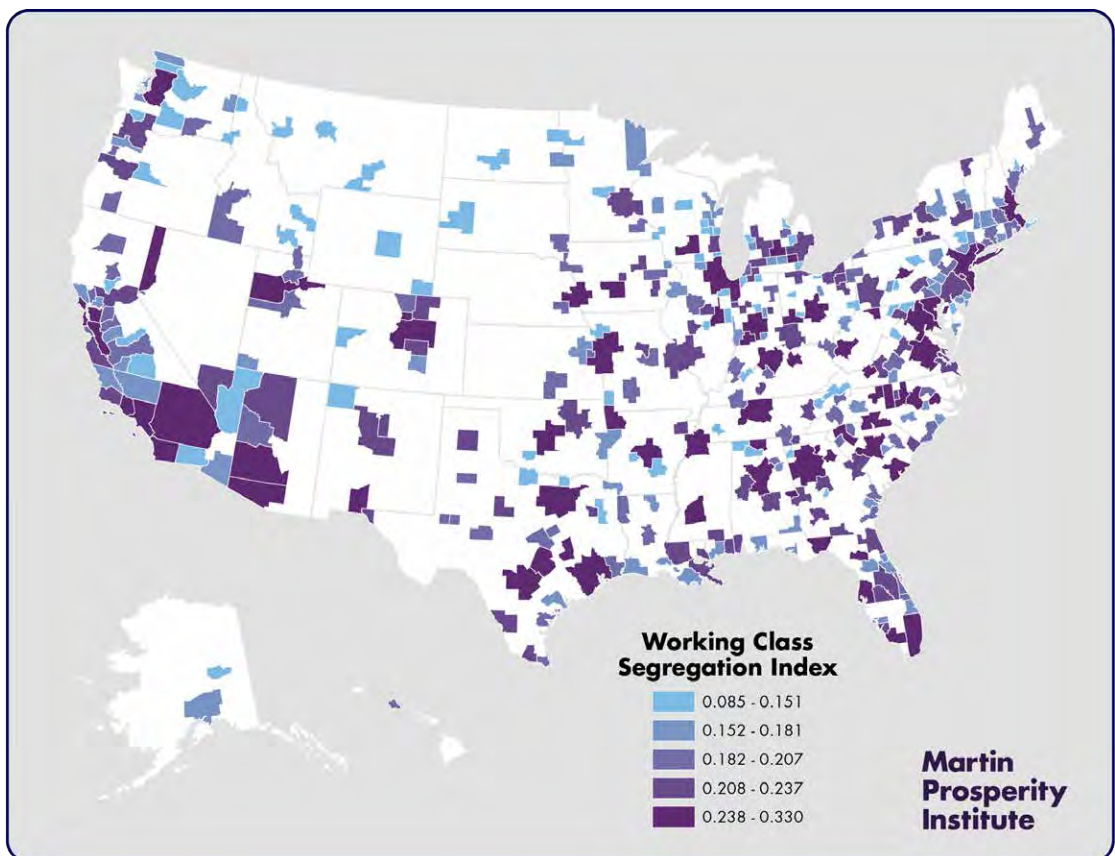 Working Class
Segregation Index
0.085 - 0.151
0.152 - 0.181
0.182 - 0.207
0.208 - 0.237
0.238 - 0.330
Martin
Prosperity
Institute